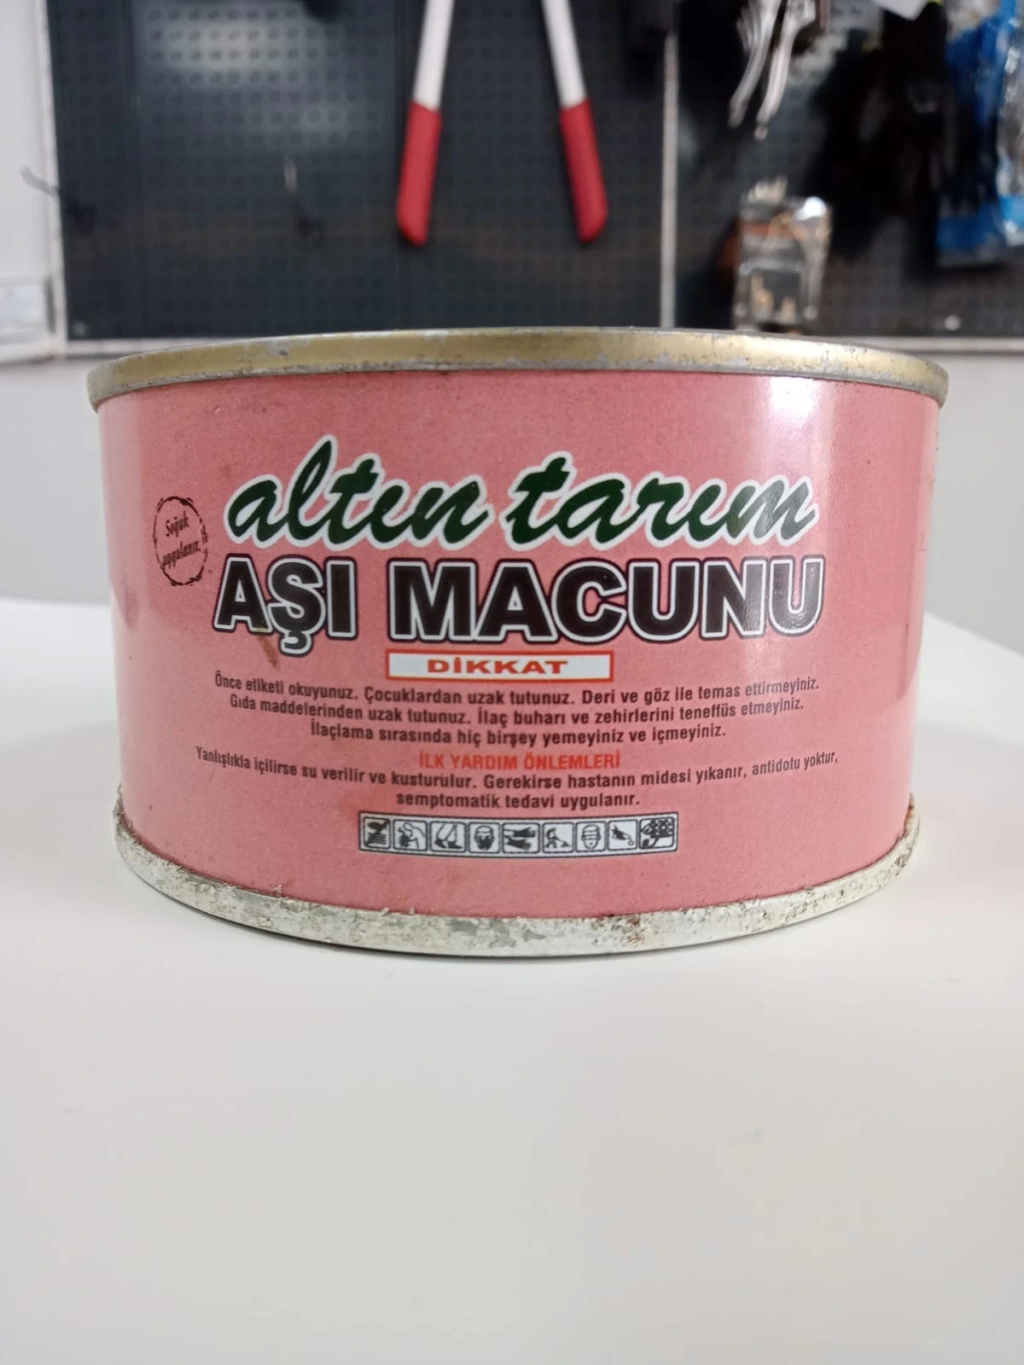 altın tarım
Soğuk
uygulanır.
AŞI MACUNU
DİKKAT
Önce etiketi okuyunuz. Çocuklardan uzak tutunuz. Deri ve göz ile temas ettirmeyiniz.
Gıda maddelerinden uzak tutunuz. İlaç buharı ve zehirlerini teneffüs etmeyiniz.
İlaçlama sırasında hiç birşey yemeyiniz ve içmeyiniz.
İLK YARDIM ÖNLEMLERİ
Yanlışlıkla içilirse su verilir ve kusturulur. Gerekirse hastanın midesi yıkanır, antidotu yoktur,
semptomatik tedavi uygulanır.